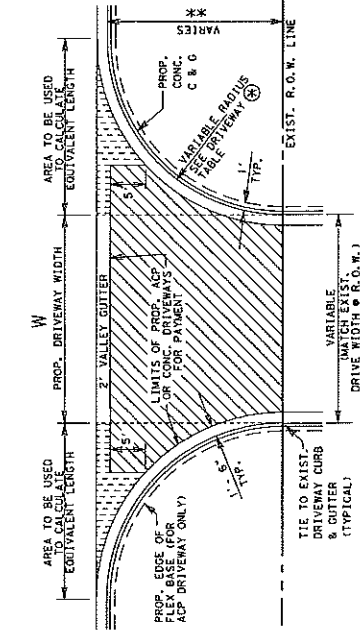 AREA TO BE USED
TO CALCULATE
EQUIVALENT LENGTH
W
PROP. DRIVEWAY WIDTH
AREA TO BE USED
TO CALCULATE
EQUIVALENT LENGTH
2' VALLEY GUTTER
5'
5'
LIMITS OF PROP. ACP
OR CONC. DRIVEWAYS
FOR PAYMENT
PROP. EDGE OF
FLEX BASE (FOR
ACP DRIVEWAY ONLY)
1'- 6"
TYP.
PROP.
CONC.
C & G
VARIABLE RADIUS
SEE DRIVEWAY *
TABLE
1'
TYP.
**
VARIES
EXIST. R.O.W. LINE
TIE TO EXIST.
DRIVEWAY CURB
& GUTTER
(TYPICAL)
VARIABLE
(MATCH EXIST.
DRIVE WIDTH @ R.O.W.)